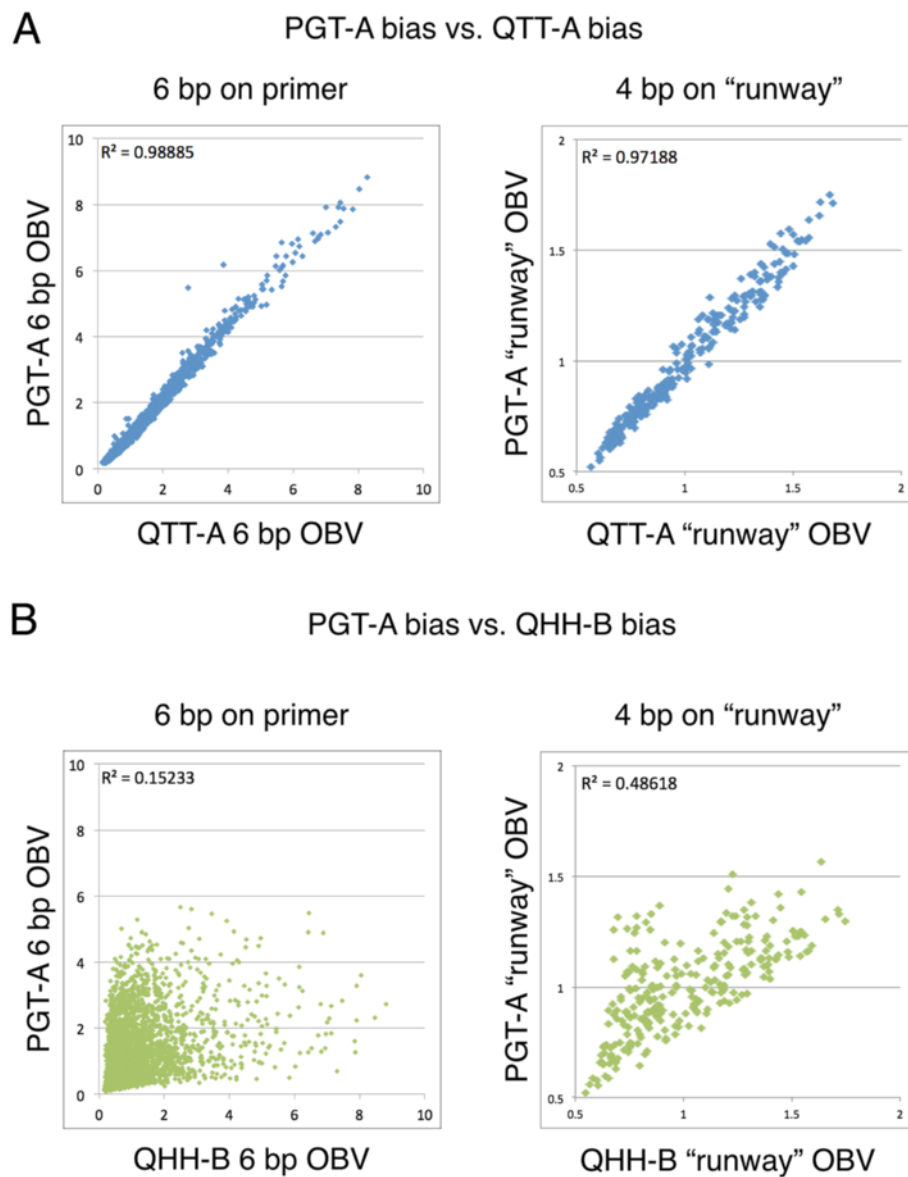 A
PGT-A bias vs. QTT-A bias
6 bp on primer
4 bp on “runway”
R² = 0.98885
10
8
6
4
2
0
0 2 4 6 8 10
PGT-A 6 bp OBV
QTT-A 6 bp OBV
R² = 0.97188
2
1.5
1
0.5
0.5 1 1.5 2
PGT-A “runway” OBV
QTT-A “runway” OBV
B
PGT-A bias vs. QHH-B bias
6 bp on primer
4 bp on “runway”
R² = 0.15233
10
8
6
4
2
0
0 2 4 6 8 10
PGT-A 6 bp OBV
QHH-B 6 bp OBV
R² = 0.48618
2
1.5
1
0.5
0.5 1 1.5 2
PGT-A “runway” OBV
QHH-B “runway” OBV